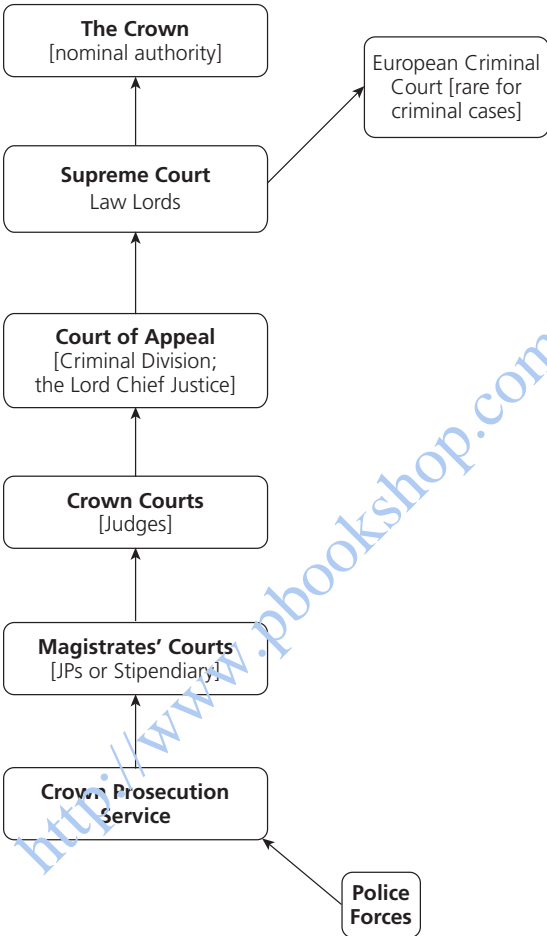 The Crown
[nominal authority]
European Criminal
Court [rare for
criminal cases]
Supreme Court
Law Lords
Court of Appeal
[Criminal Division;
the Lord Chief Justice]
Crown Courts
[Judges]
Magistrates’ Courts
[JPs or Stipendiary]
Crown Prosecution
Service
Police
Forces
http://www.pbookshop.com